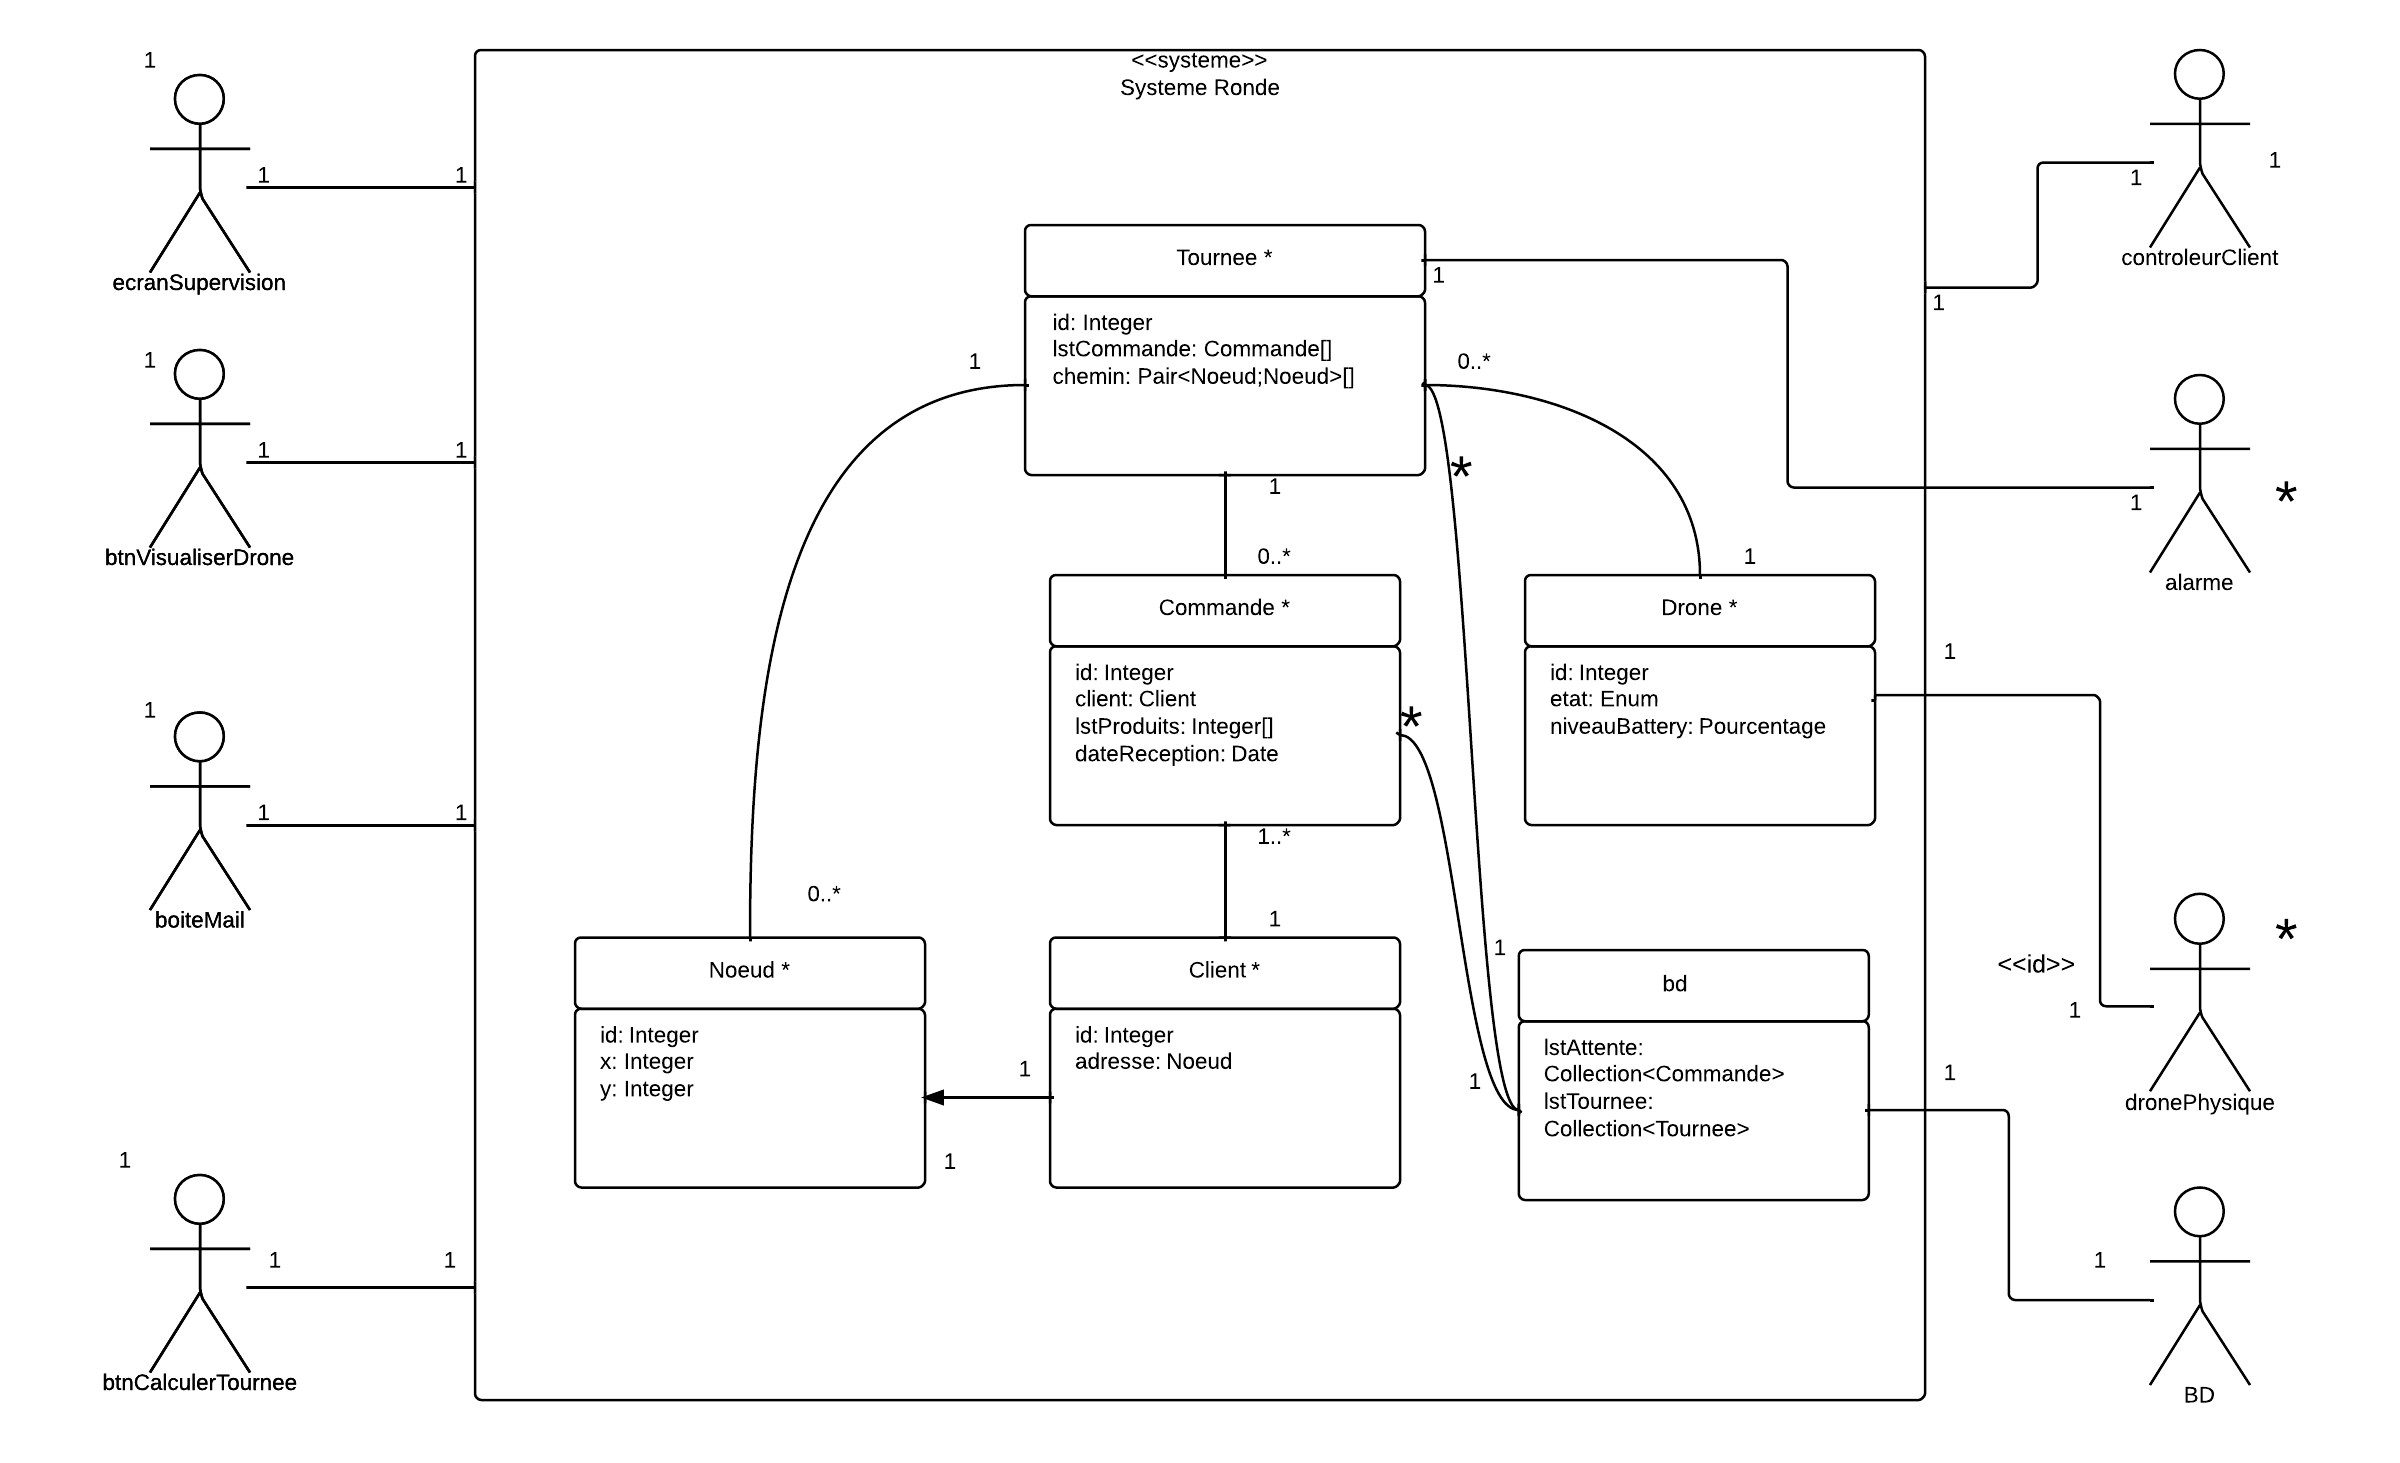 <<systeme>>
Systeme Ronde
1
1
1
ecranSupervision
1
1
1
btnVisualiserDrone
1
1
1
boiteMail
1
1
1
btnCalculerTournee
Tournee *
id: Integer
lstCommande: Commande[]
chemin: Pair<Noeud;Noeud>[]
1
1
0..*
*
1
0..*
1
Commande *
id: Integer
client: Client
lstProduits: Integer[]
dateReception: Date
*
1..*
Drone *
id: Integer
etat: Enum
niveauBattery: Pourcentage
1
0..*
1
Noeud *
id: Integer
x: Integer
y: Integer
1
1
Client *
id: Integer
adresse: Noeud
1
1
bd
lstAttente:
Collection<Commande>
lstTournee:
Collection<Tournee>
1
1
1
1
controleurClient
1
*
alarme
<<id>>
1
*
dronePhysique
1
BD